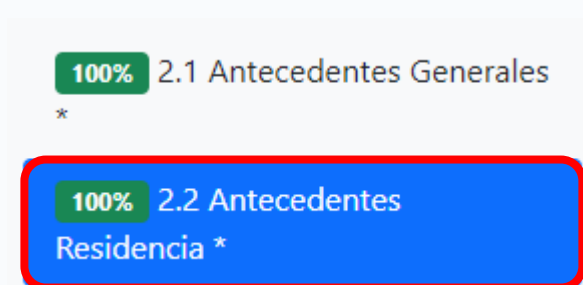 100% 2.1 Antecedentes Generales
*
100% 2.2 Antecedentes
Residencia *